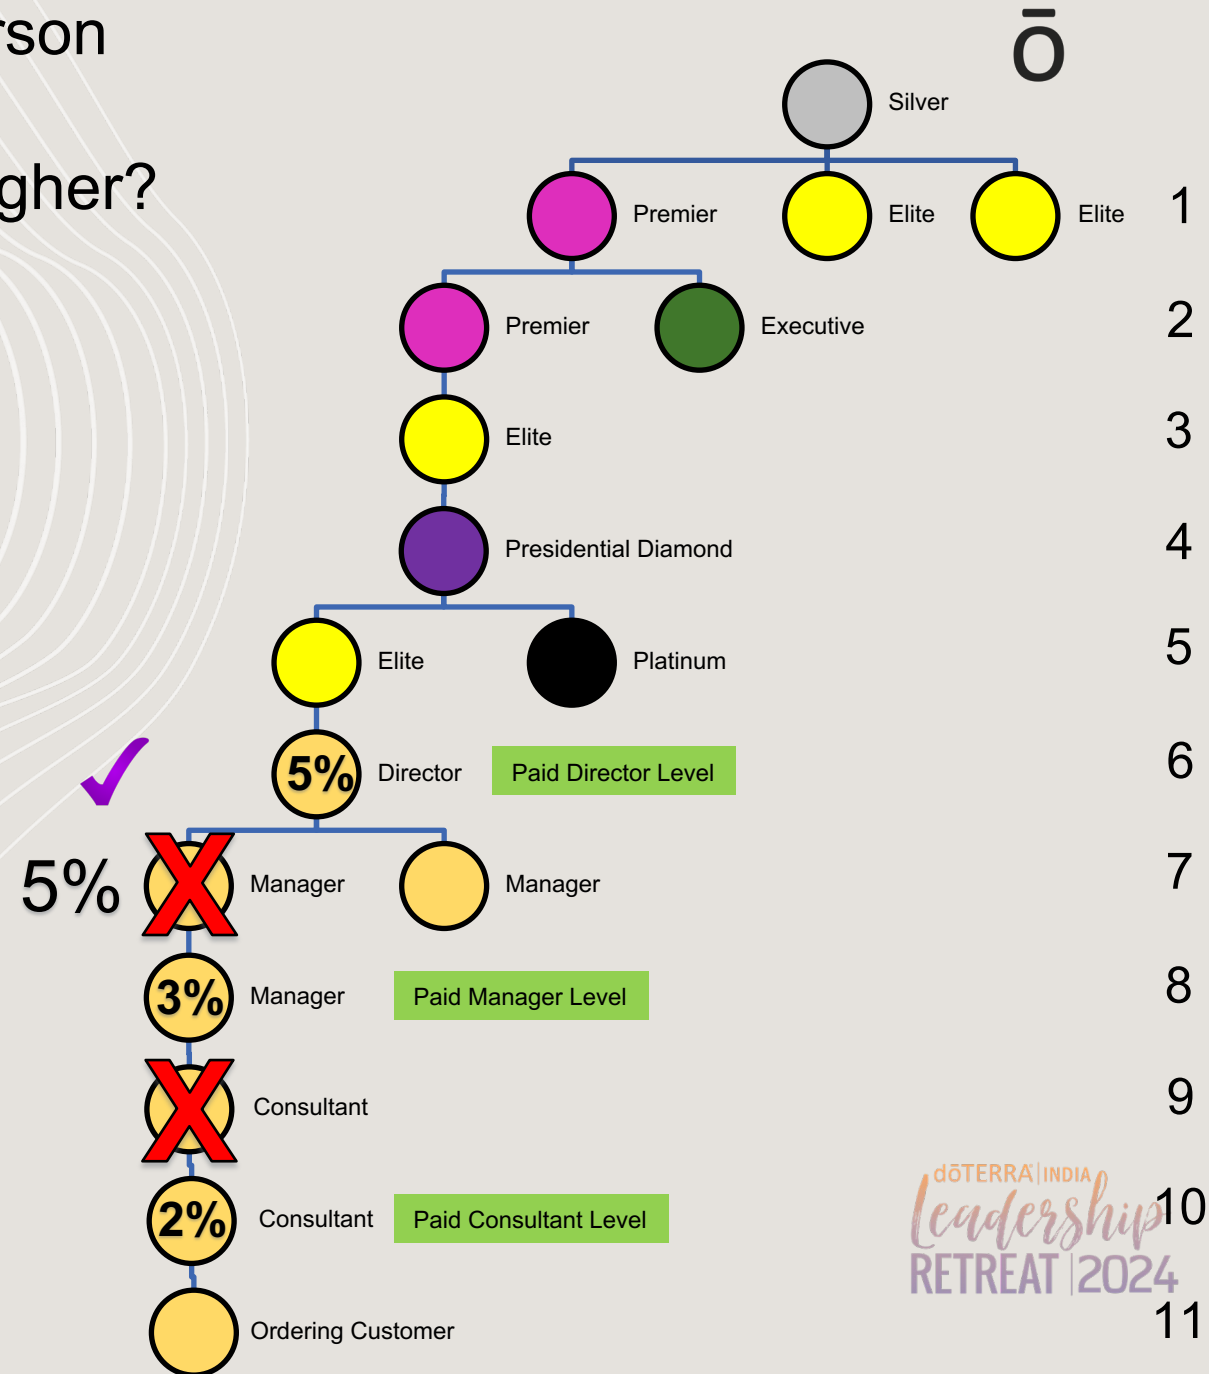 rson
gher?
ō
Silver
Premier
Elite
Elite
1
Premier
Executive
2
Elite
3
Presidential Diamond
4
Elite
Platinum
5
5%
Director
Paid Director Level
6
5%
X
Manager
Manager
7
3%
Manager
Paid Manager Level
8
X
Consultant
9
2%
Consultant
Paid Consultant Level
10
dōTERRA | INDIA
Leadership
RETREAT | 2024
Ordering Customer
11